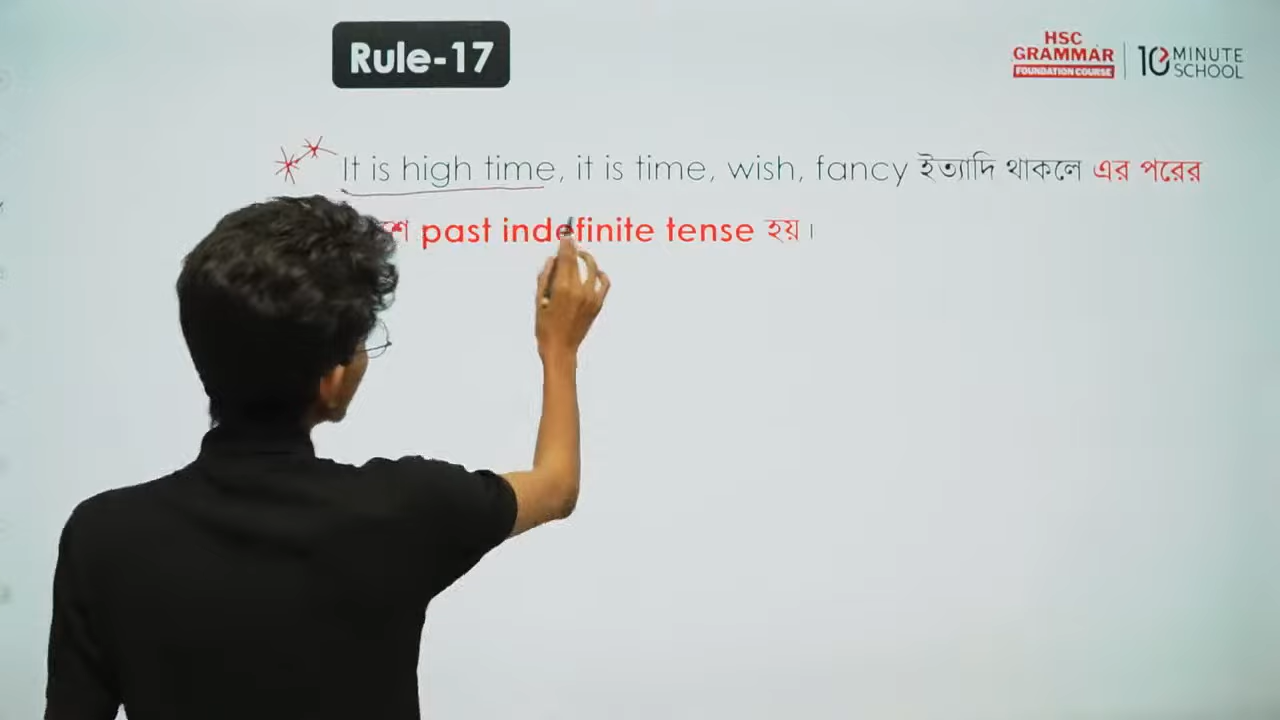 Rule-17
HSC
GRAMMAR
FOUNDATION COURSE
10 MINUTE
SCHOOL
It is high time, it is time, wish, fancy ইত্যাদি থাকলে এর পরের
past indefinite tense হয়।